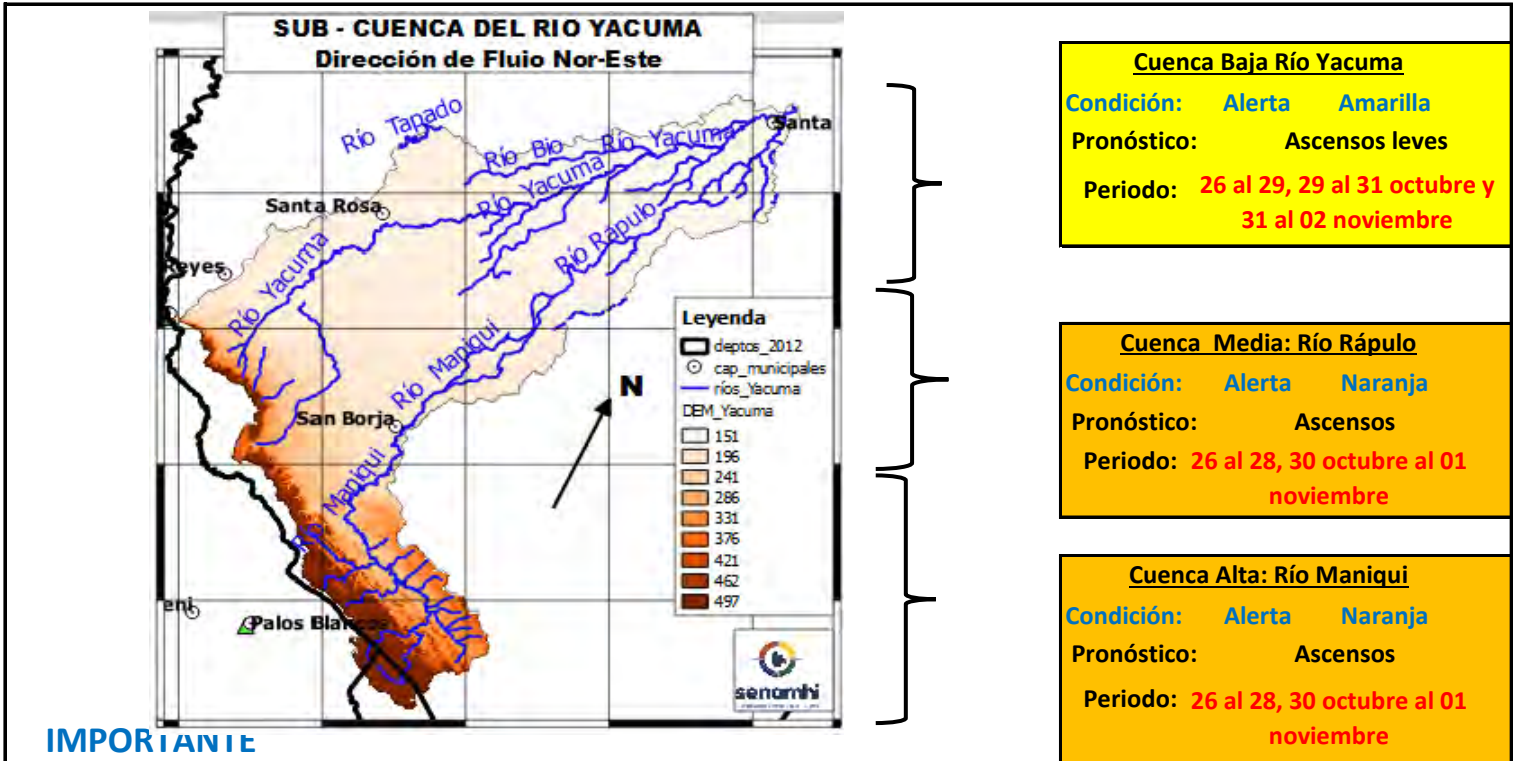 SUB - CUENCA DEL RIO YACUMA
Dirección de Flujo Nor-Este
Río Tapado
Río Bio
Río Yacuma
Santa
Río Yacuma
Santa Rosa
Río Rápulo
Reyes
Río Yacuma
Río Maniqui
San Borja
Río Maniqui
eni
Palos Blancos
N
Leyenda
deptos_2012
cap_municipales
ríos_Yacuma
DEM_Yacuma
151
196
241
286
331
376
421
462
497
senamhi
Cuenca Baja Río Yacuma
Condición: Alerta Amarilla
Pronóstico: Ascensos leves
Periodo: 26 al 29, 29 al 31 octubre y
31 al 02 noviembre
Cuenca Media: Río Rápulo
Condición: Alerta Naranja
Pronóstico: Ascensos
Periodo: 26 al 28, 30 octubre al 01
noviembre
Cuenca Alta: Río Maniqui
Condición: Alerta Naranja
Pronóstico: Ascensos
Periodo: 26 al 28, 30 octubre al 01
noviembre
IMPORTANTE